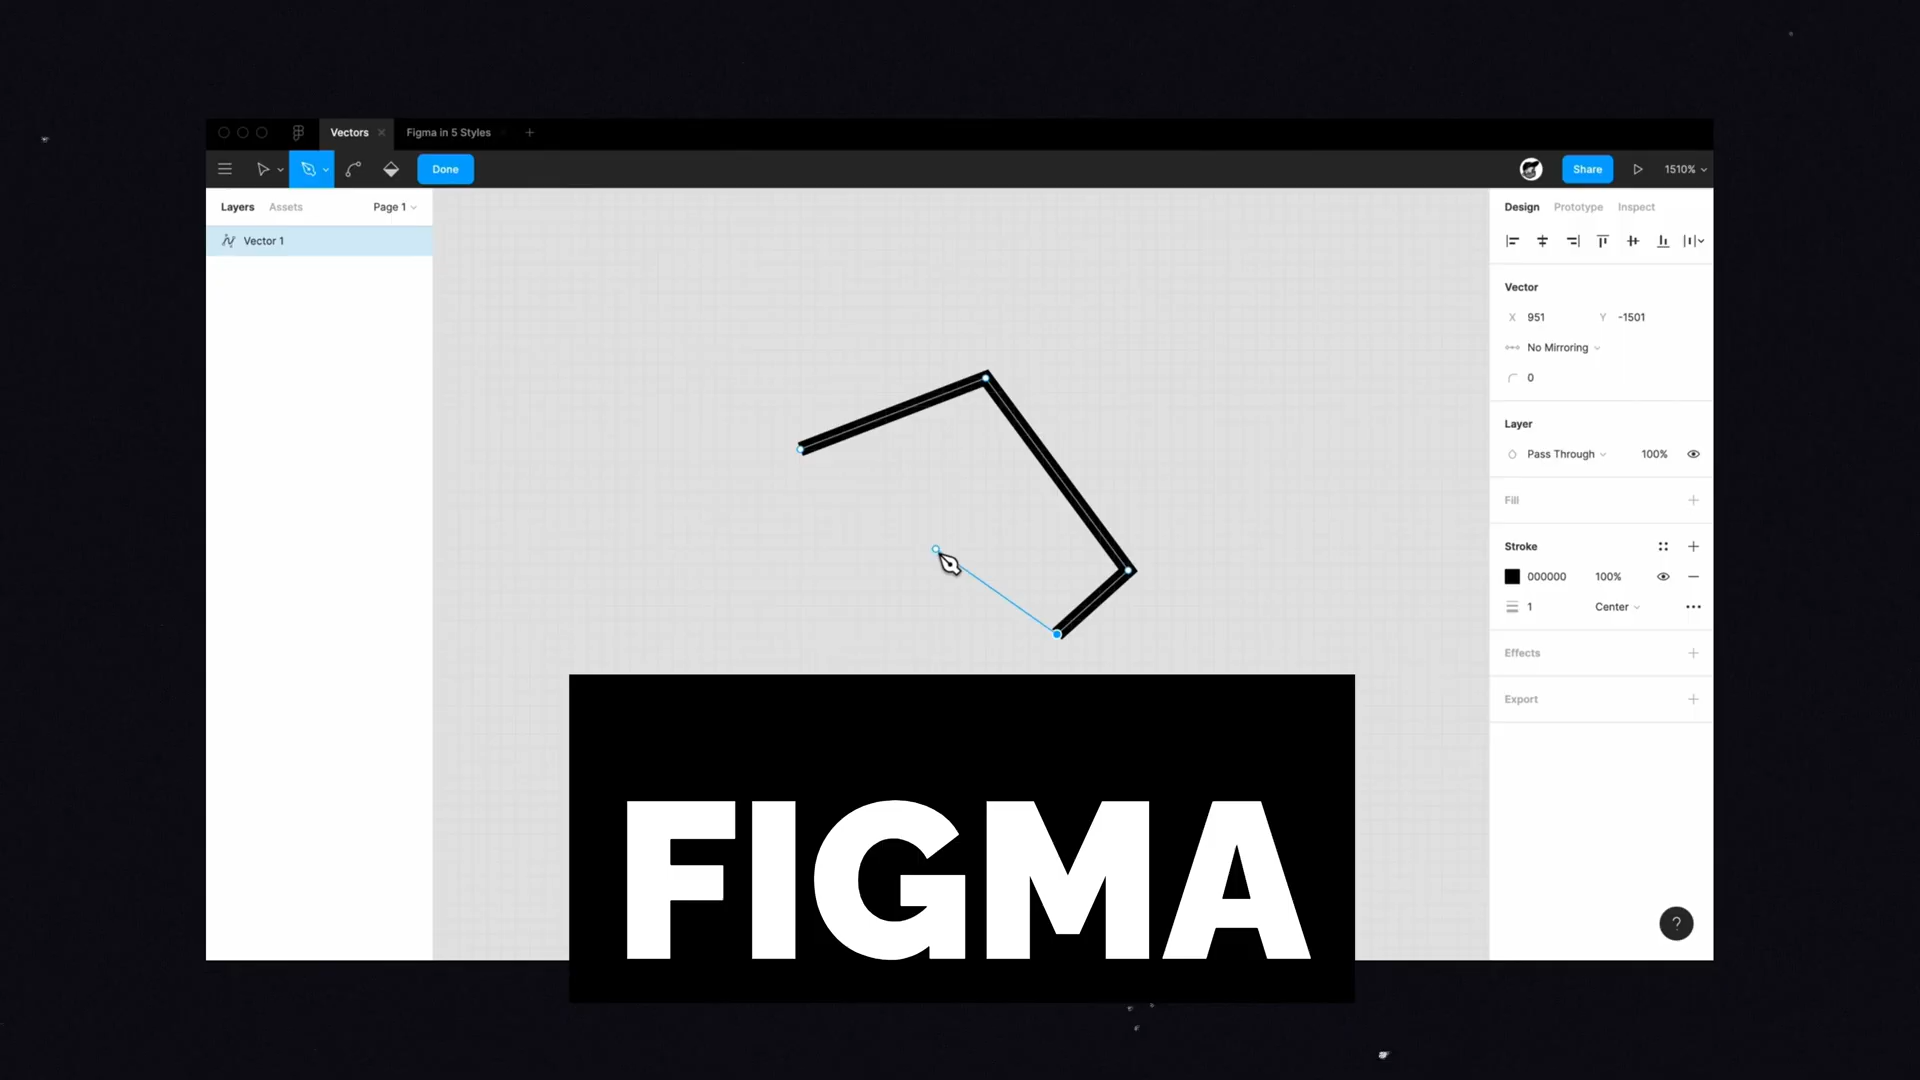 Vectors
Figma in 5 Styles
Done
Share
1510%
Layers
Assets
Page 1
Vector 1
Design
Prototype
Inspect
Vector
X 951
Y -1501
No Mirroring
0
Layer
Pass Through
100%
Fill
Stroke
000000
100%
1
Center
Effects
Export
?
FIGMA